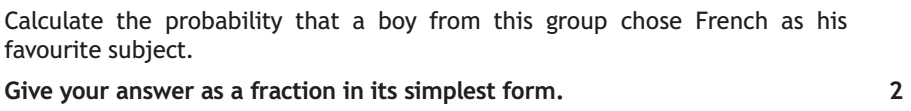 Calculate the probability that a boy from this group chose French as his
favourite subject.
Give your answer as a fraction in its simplest form. 2